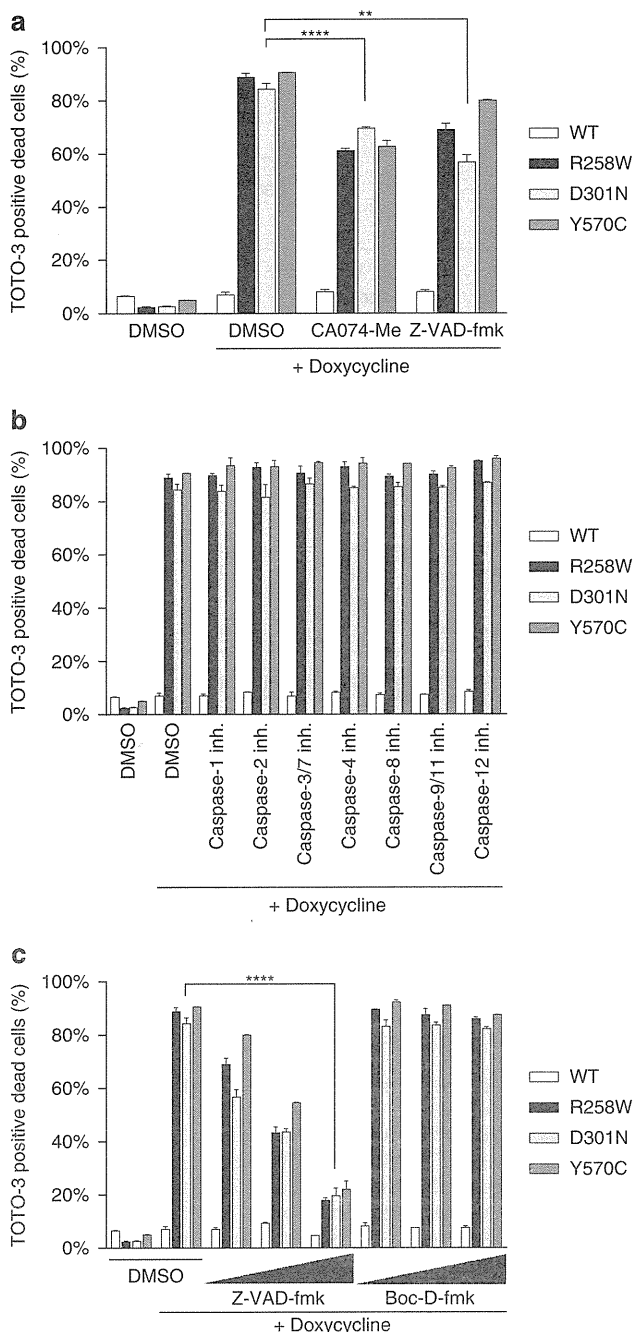 a
**
****
TOTO-3 positive dead cells (%)
100%
80%
60%
40%
20%
0%
DMSO
DMSO
CA074-Me
Z-VAD-fmk
+ Doxycycline
WT
R258W
D301N
Y570C
b
TOTO-3 positive dead cells (%)
100%
80%
60%
40%
20%
0%
DMSO
DMSO
Caspase-1 inh.
Caspase-2 inh.
Caspase-3/7 inh.
Caspase-4 inh.
Caspase-8 inh.
Caspase-9/11 inh.
Caspase-12 inh.
+ Doxycycline
WT
R258W
D301N
Y570C
c
****
TOTO-3 positive dead cells (%)
100%
80%
60%
40%
20%
0%
DMSO
Z-VAD-fmk
Boc-D-fmk
+ Doxycycline
WT
R258W
D301N
Y570C